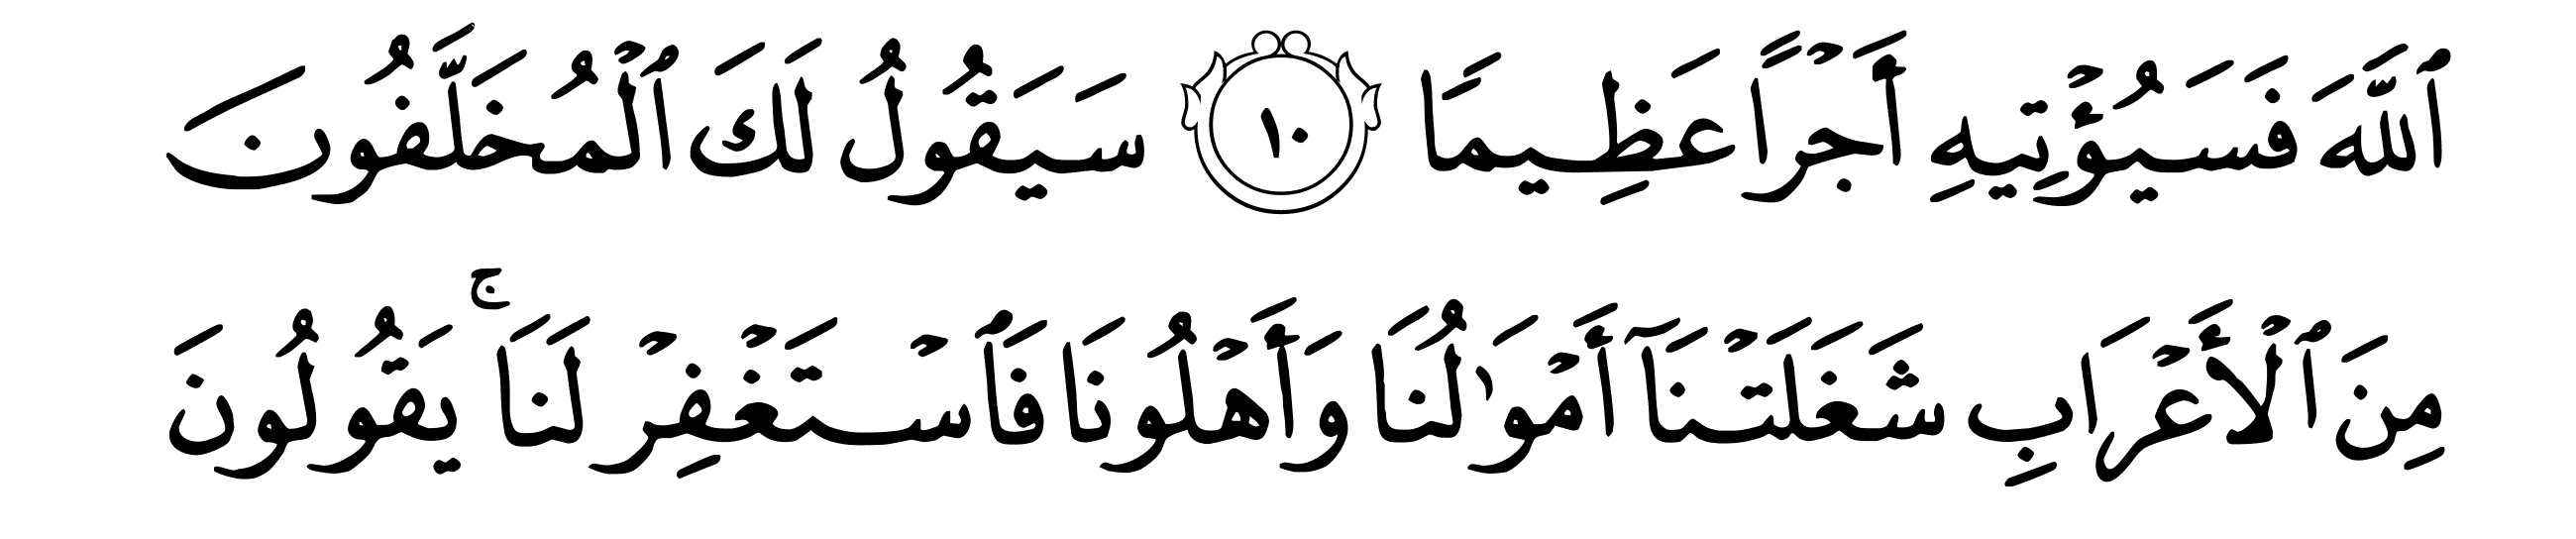 ٱللَّهَ فَسَيُؤۡتِيهِ أَجۡرًا عَظِيمًا ١٠ سَيَقُولُ لَكَ ٱلۡمُخَلَّفُونَ
مِنَ ٱلۡأَعۡرَابِ شَغَلَتۡنَآ أَمۡوَٰلُنَا وَأَهۡلُونَا فَٱسۡتَغۡفِرۡ لَنَاۚ يَقُولُونَ